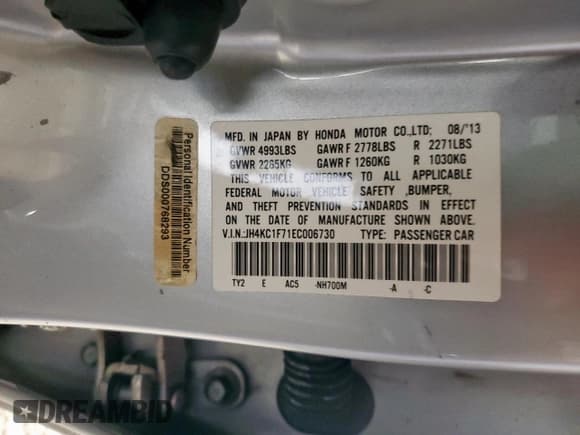 MFD. IN JAPAN BY HONDA MOTOR CO.,LTD: 08/'13
GVWR 4993LBS GAWR F 2778LBS R 2271LBS
GVWR 2265KG GAWR F 1260KG R 1030KG
THIS VEHICLE CONFORMS TO ALL APPLICABLE
FEDERAL MOTOR VEHICLE SAFETY ,BUMPER,
AND THEFT PREVENTION STANDARDS IN EFFECT
ON THE DATE OF MANUFACTURE SHOWN ABOVE.
V.I.N.:JH4KC1F71EC006730 TYPE: PASSENGER CAR
TY2 E AC5 -NH700M -A -C
Personal Identification Number
DDS000768293
DREAMBID